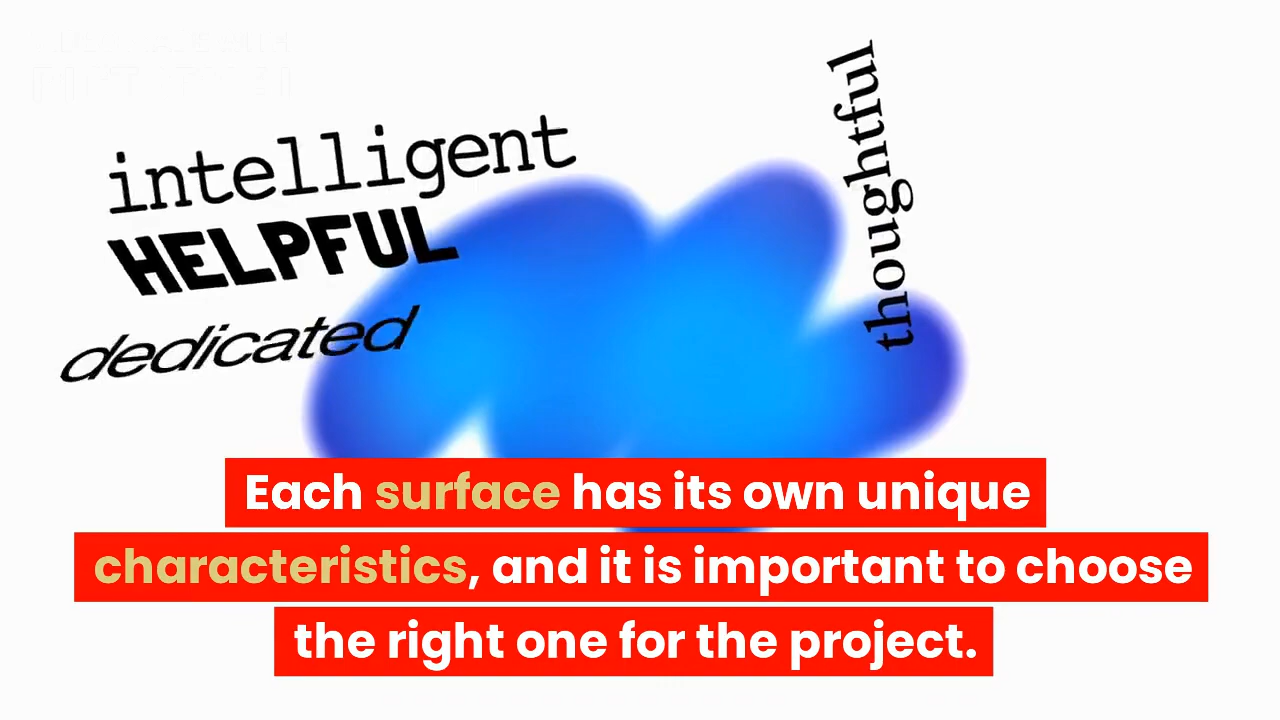 intelligent
HELPFUL
dedicated
thoughtful
Each surface has its own unique
characteristics, and it is important to choose
the right one for the project.